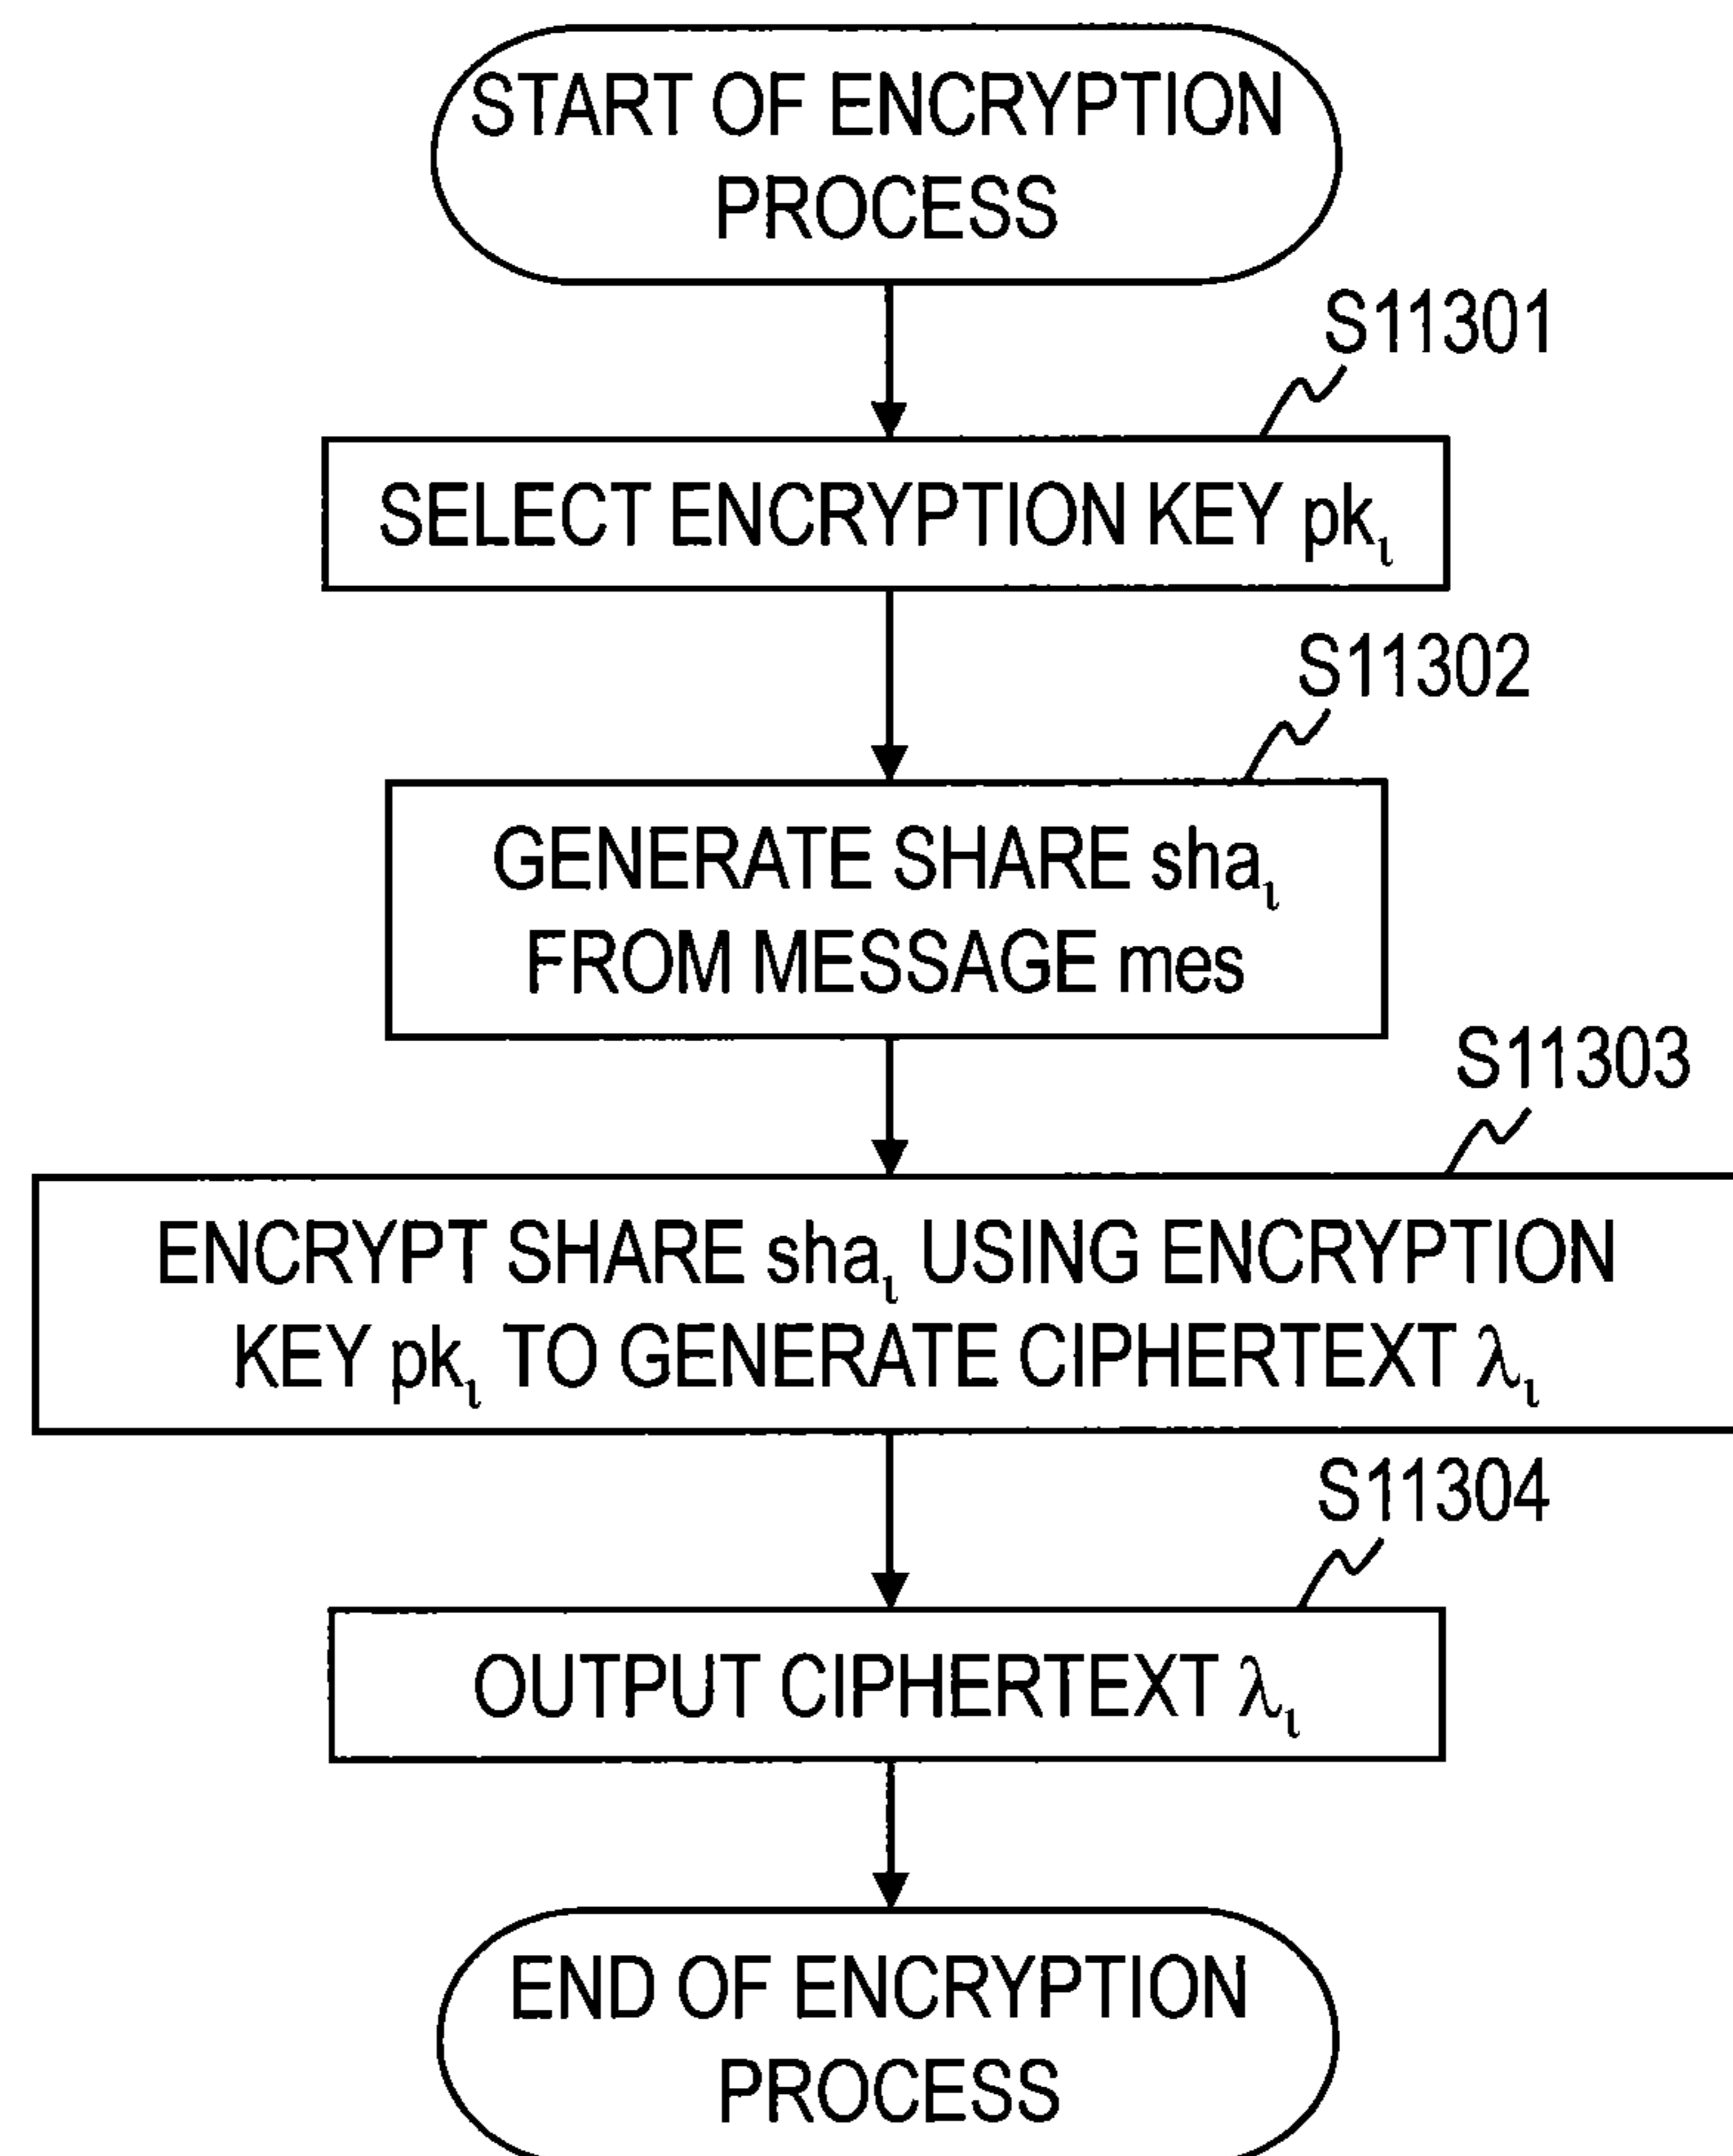 START OF ENCRYPTION
PROCESS
S11301
SELECT ENCRYPTION KEY pkι
S11302
GENERATE SHARE shaι
FROM MESSAGE mes
S11303
ENCRYPT SHARE shaι USING ENCRYPTION
KEY pkι TO GENERATE CIPHERTEXT λι
S11304
OUTPUT CIPHERTEXT λι
END OF ENCRYPTION
PROCESS